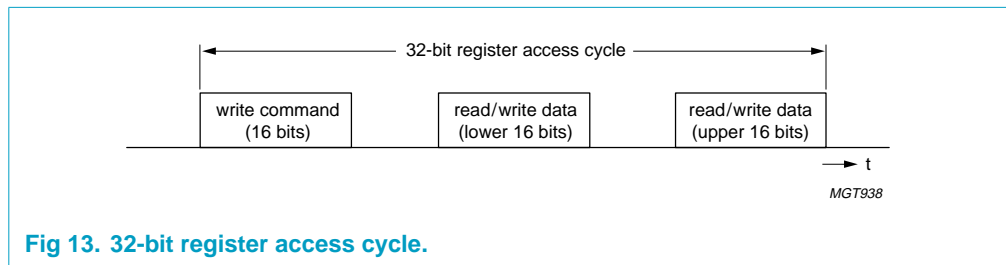 32-bit register access cycle
write command
(16 bits)
read/write data
(lower 16 bits)
read/write data
(upper 16 bits)
t
MGT938
Fig 13. 32-bit register access cycle.